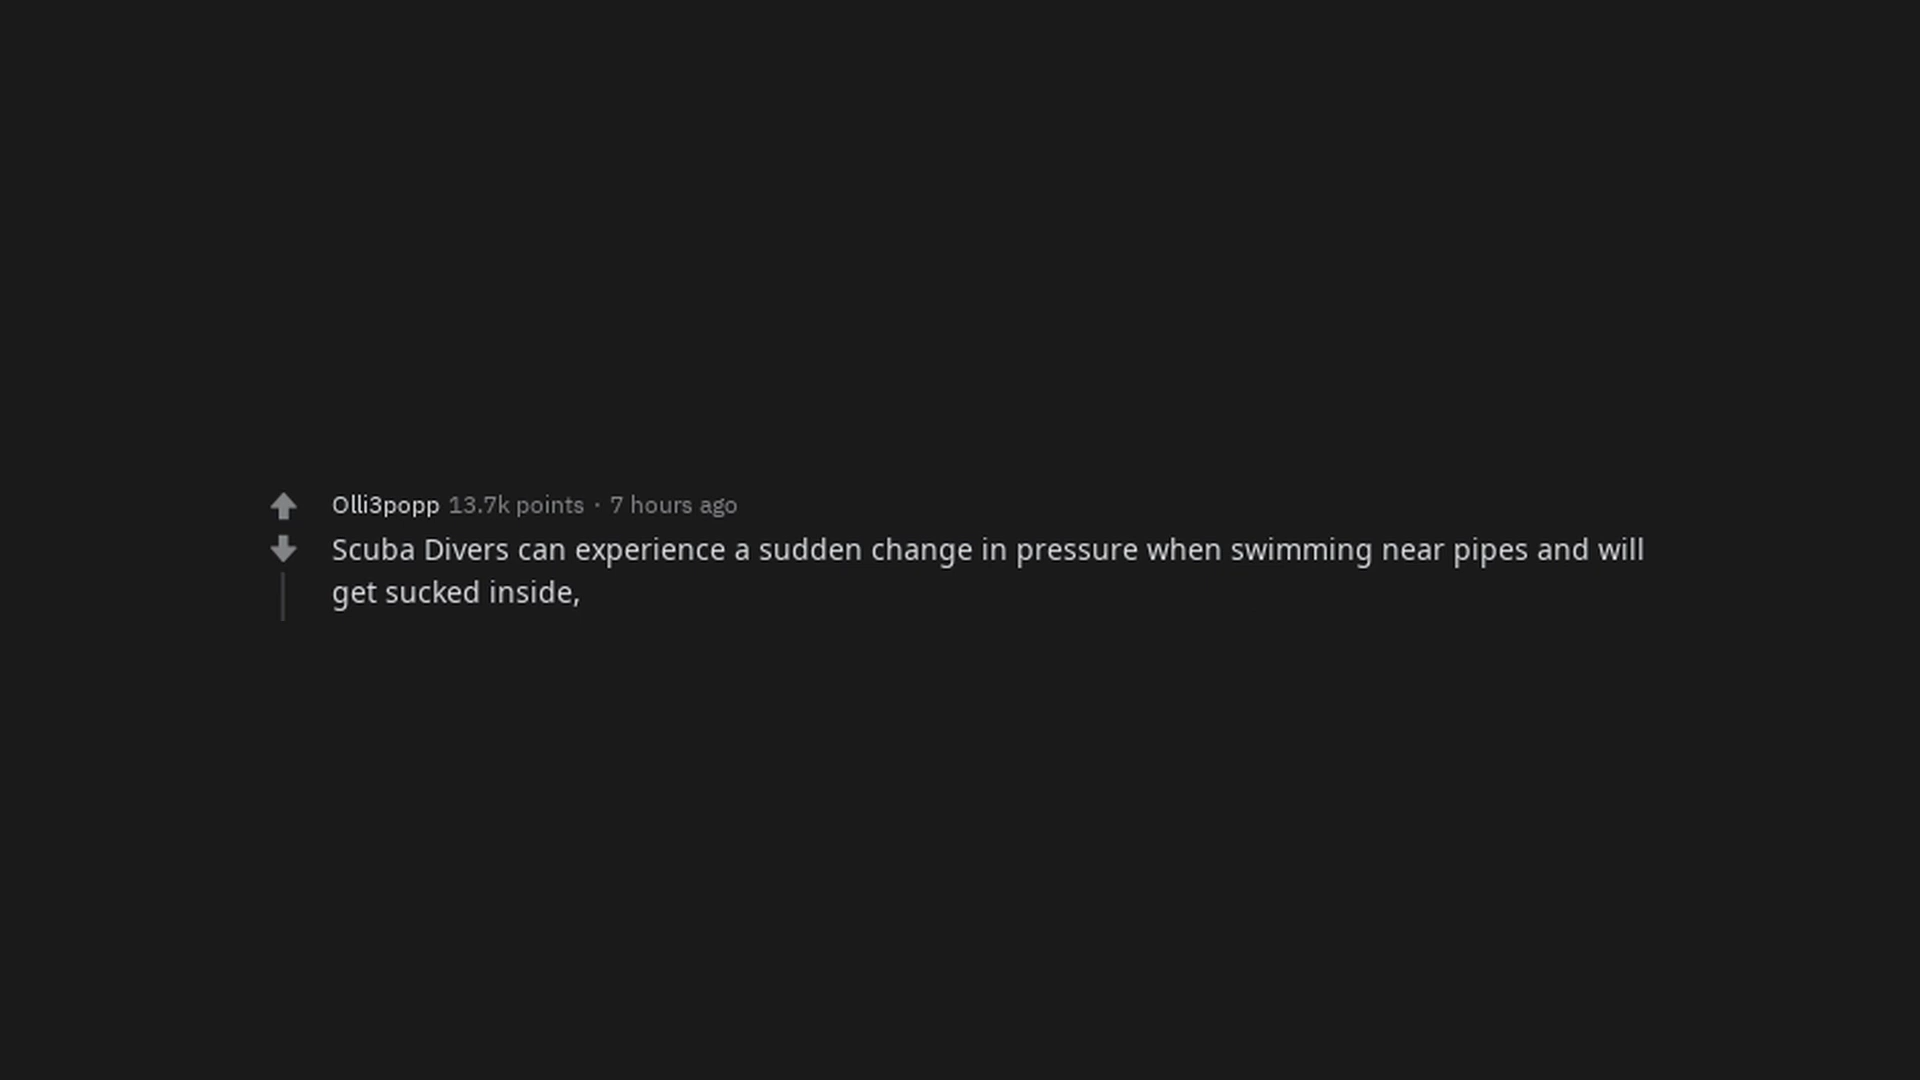 Olli3popp 13.7k points · 7 hours ago
Scuba Divers can experience a sudden change in pressure when swimming near pipes and will
get sucked inside,